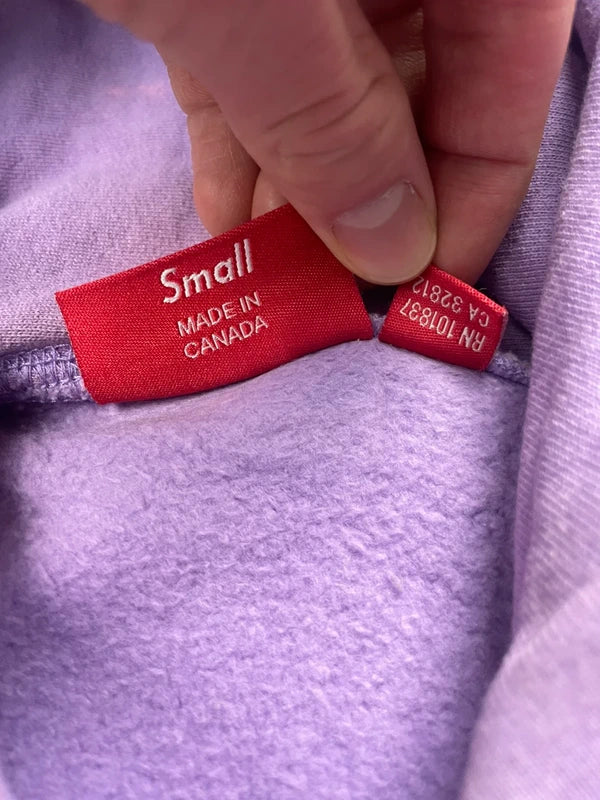 Small
MADE IN
CANADA
RN 101837
CA 32812